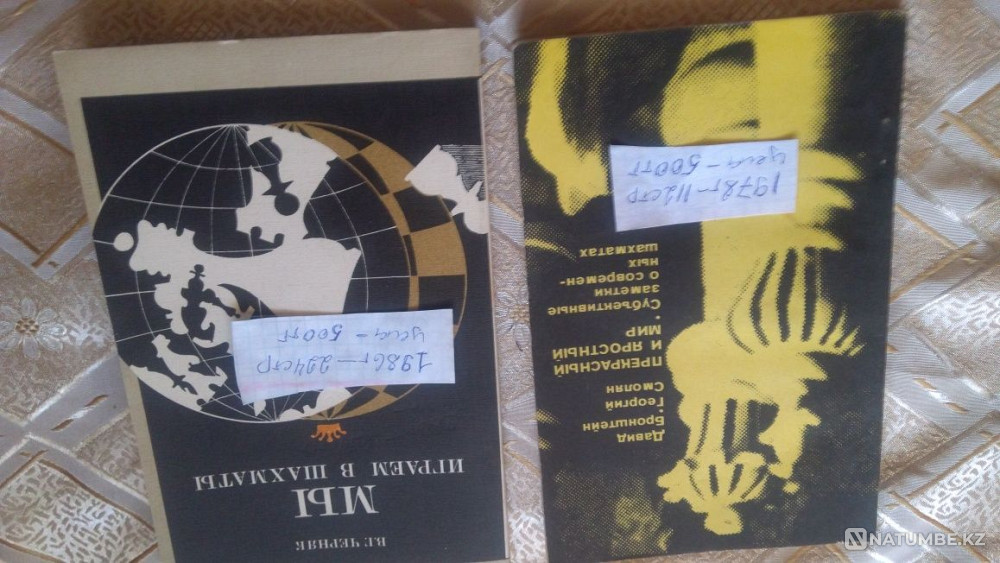 В.Г. ЧЕРНЯК
МЫ
ИГРАЕМ В ШАХМАТЫ
1986г — 224стр
цена - 500тг
Давид
Бронштейн
Георгий
Смолян
ПРЕКРАСНЫЙ
И ЯРОСТНЫЙ
МИР
Субъективные
заметки
о современ-
ных
шахматах
1978г - 112стр
цена - 500тг
NATUMBE.KZ